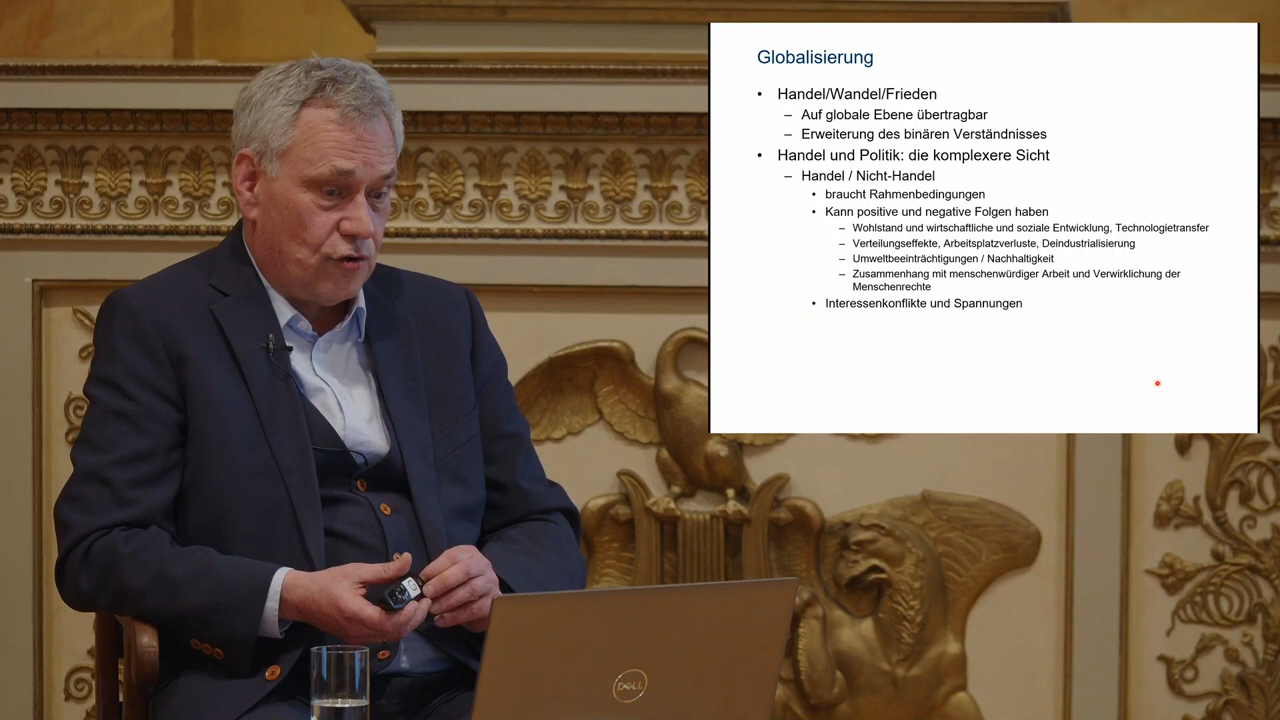 Globalisierung
• Handel/Wandel/Frieden
– Auf globale Ebene übertragbar
– Erweiterung des binären Verständnisses
• Handel und Politik: die komplexere Sicht
– Handel / Nicht-Handel
• braucht Rahmenbedingungen
• Kann positive und negative Folgen haben
– Wohlstand und wirtschaftliche und soziale Entwicklung, Technologietransfer
– Verteilungseffekte, Arbeitsplatzverluste, Deindustrialisierung
– Umweltbeeinträchtigungen / Nachhaltigkeit
– Zusammenhang mit menschenwürdiger Arbeit und Verwirklichung der
Menschenrechte
• Interessenkonflikte und Spannungen
DELL